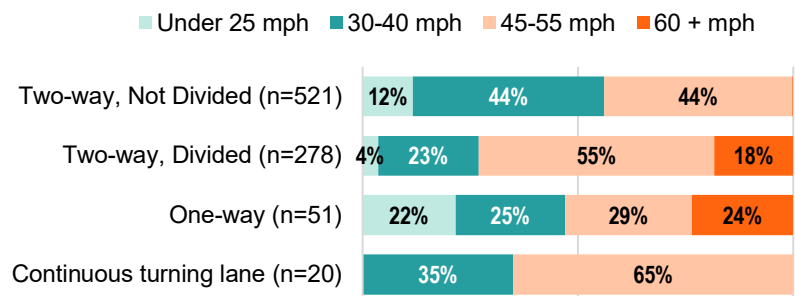 Under 25 mph 30-40 mph 45-55 mph 60 + mph
Two-way, Not Divided (n=521) 12% 44% 44%
Two-way, Divided (n=278) 4% 23% 55% 18%
One-way (n=51) 22% 25% 29% 24%
Continuous turning lane (n=20) 35% 65%